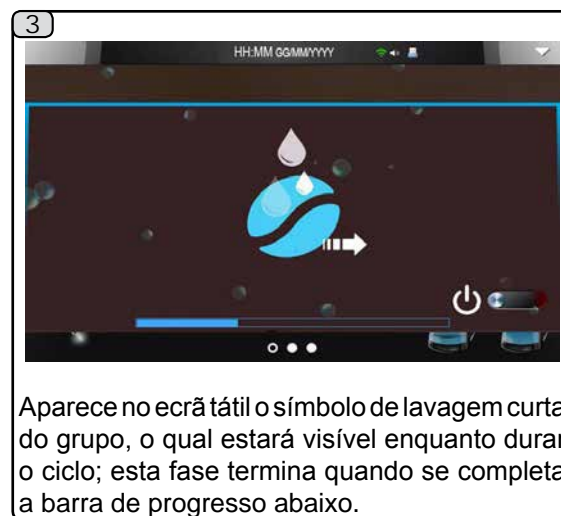 3
HH:MM GG/MM/YYYY
Aparece no ecrã tátil o símbolo de lavagem curta
do grupo, o qual estará visível enquanto durar
o ciclo; esta fase termina quando se completa
a barra de progresso abaixo.